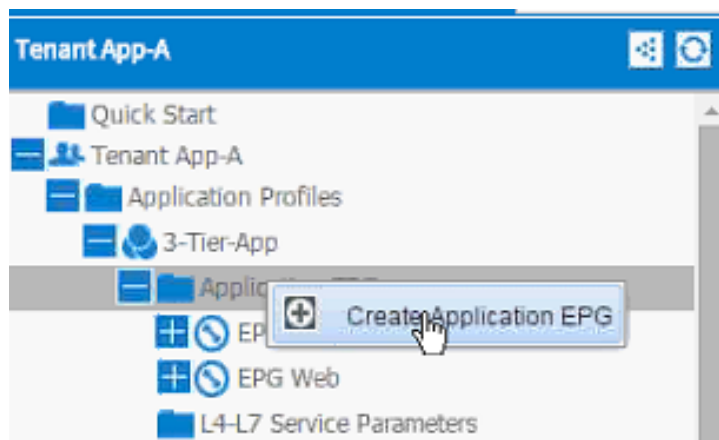 Tenant App-A
Quick Start
Tenant App-A
Application Profiles
3-Tier-App
Create Application EPG
EPG Web
L4-L7 Service Parameters